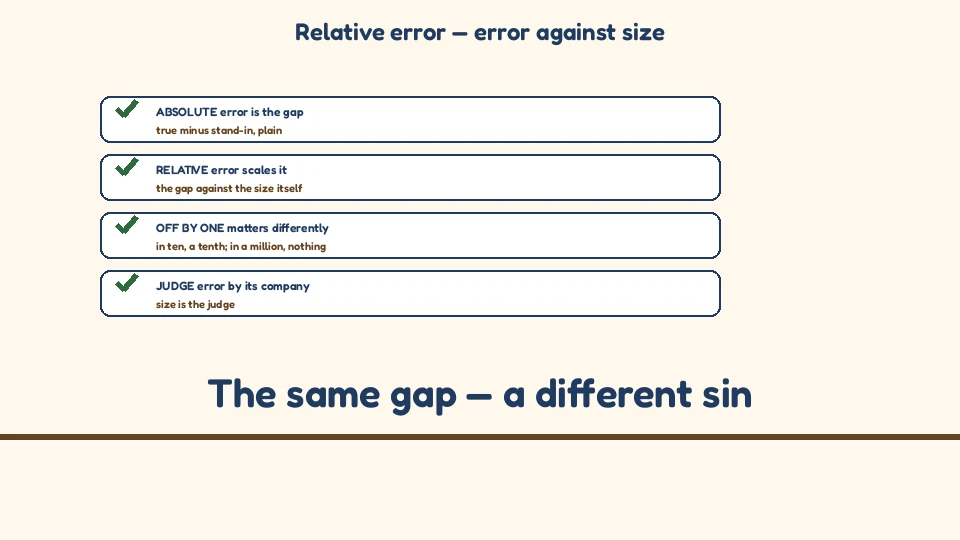 Relative error — error against size
ABSOLUTE error is the gap
true minus stand-in, plain
RELATIVE error scales it
the gap against the size itself
OFF BY ONE matters differently
in ten, a tenth; in a million, nothing
JUDGE error by its company
size is the judge
The same gap — a different sin